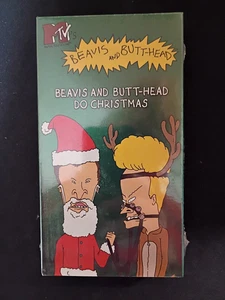 MTV's
BEAVIS AND BUTT-HEAD
BEAVIS AND BUTT-HEAD
DO CHRISTMAS